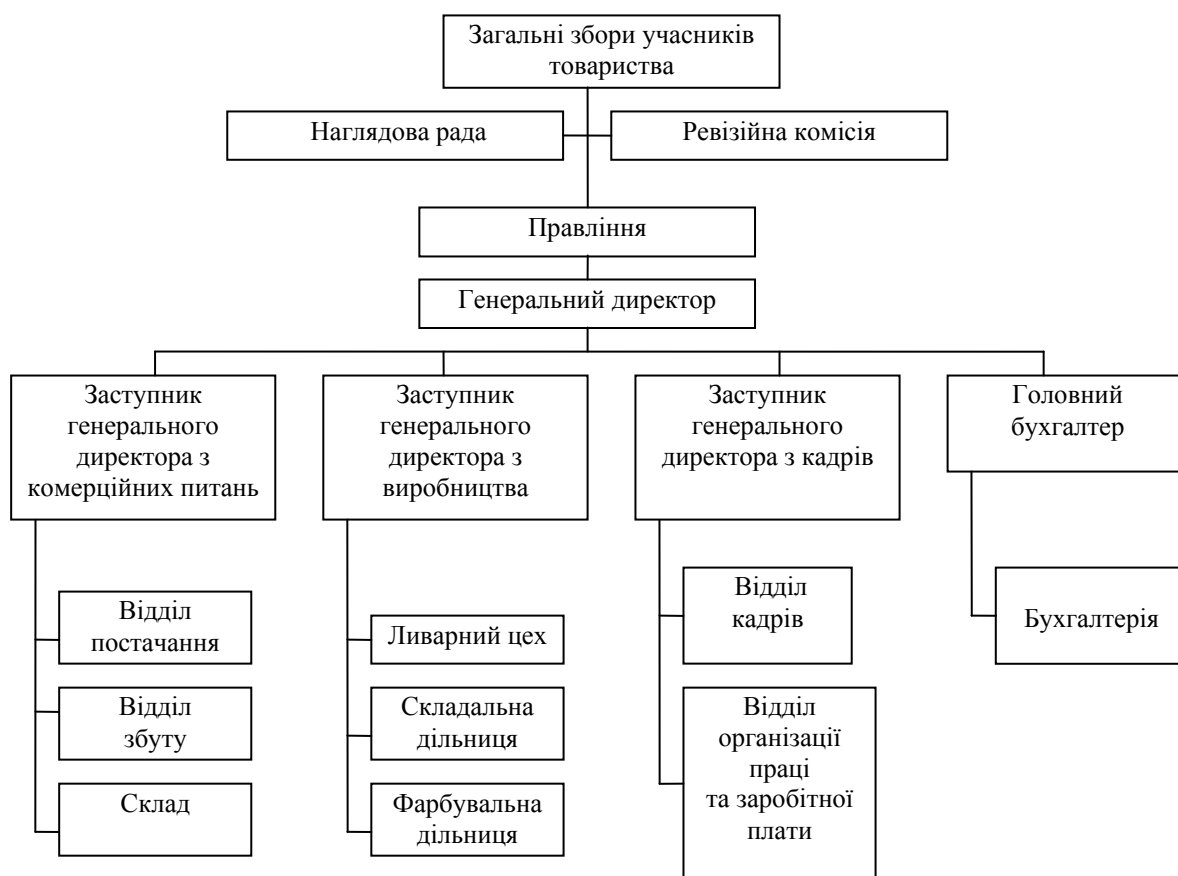 Загальні збори учасників
товариства
Наглядова рада
Ревізійна комісія
Правління
Генеральний директор
Заступник
генерального
директора з
комерційних питань
Заступник
генерального
директора з
виробництва
Заступник
генерального
директора з кадрів
Головний
бухгалтер
Відділ
постачання
Відділ
збуту
Склад
Ливарний цех
Складальна
дільниця
Фарбувальна
дільниця
Відділ
кадрів
Відділ
організації
праці
та заробітної
плати
Бухгалтерія